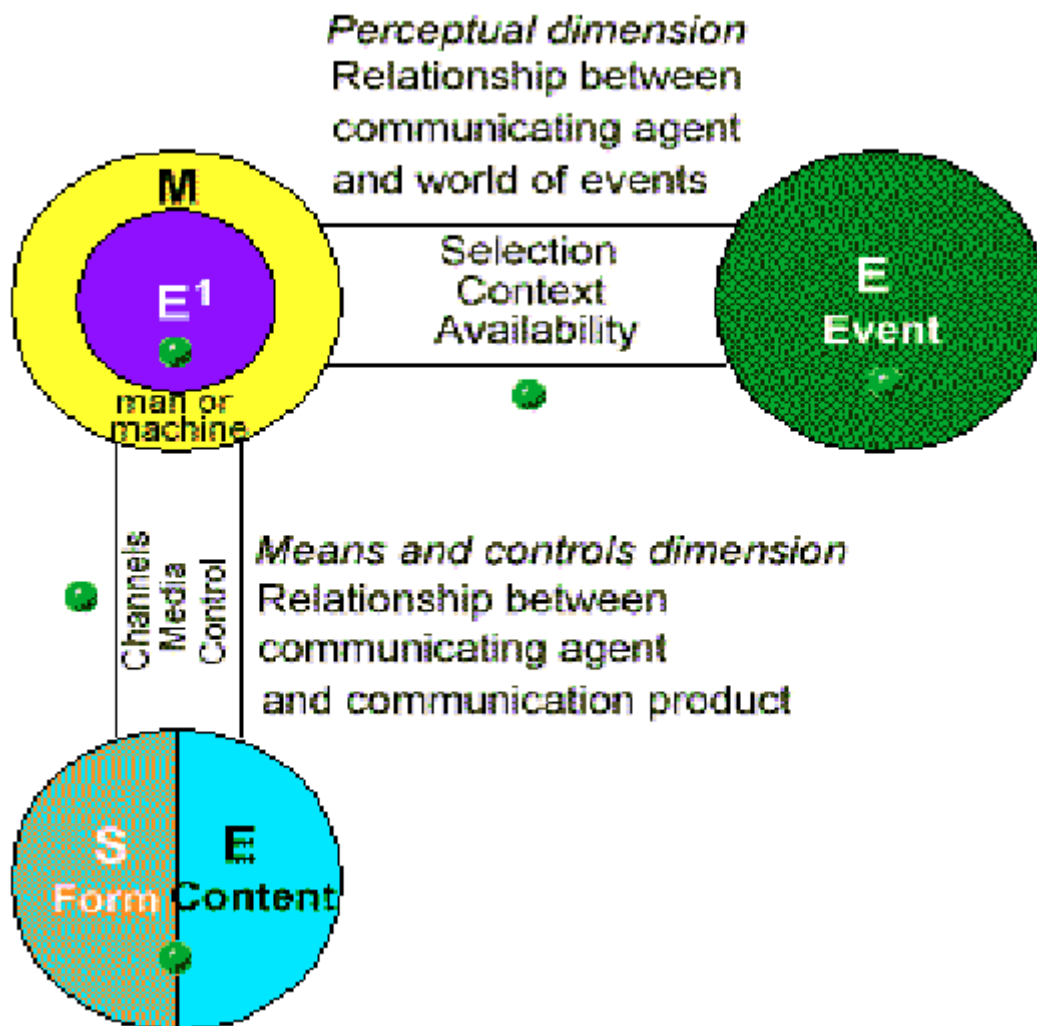 Perceptual dimension
Relationship between
communicating agent
and world of events
M
E¹
man or
machine
Selection
Context
Availability
E
Event
Channels
Media
Control
Means and controls dimension
Relationship between
communicating agent
and communication product
S
Form
E
Content